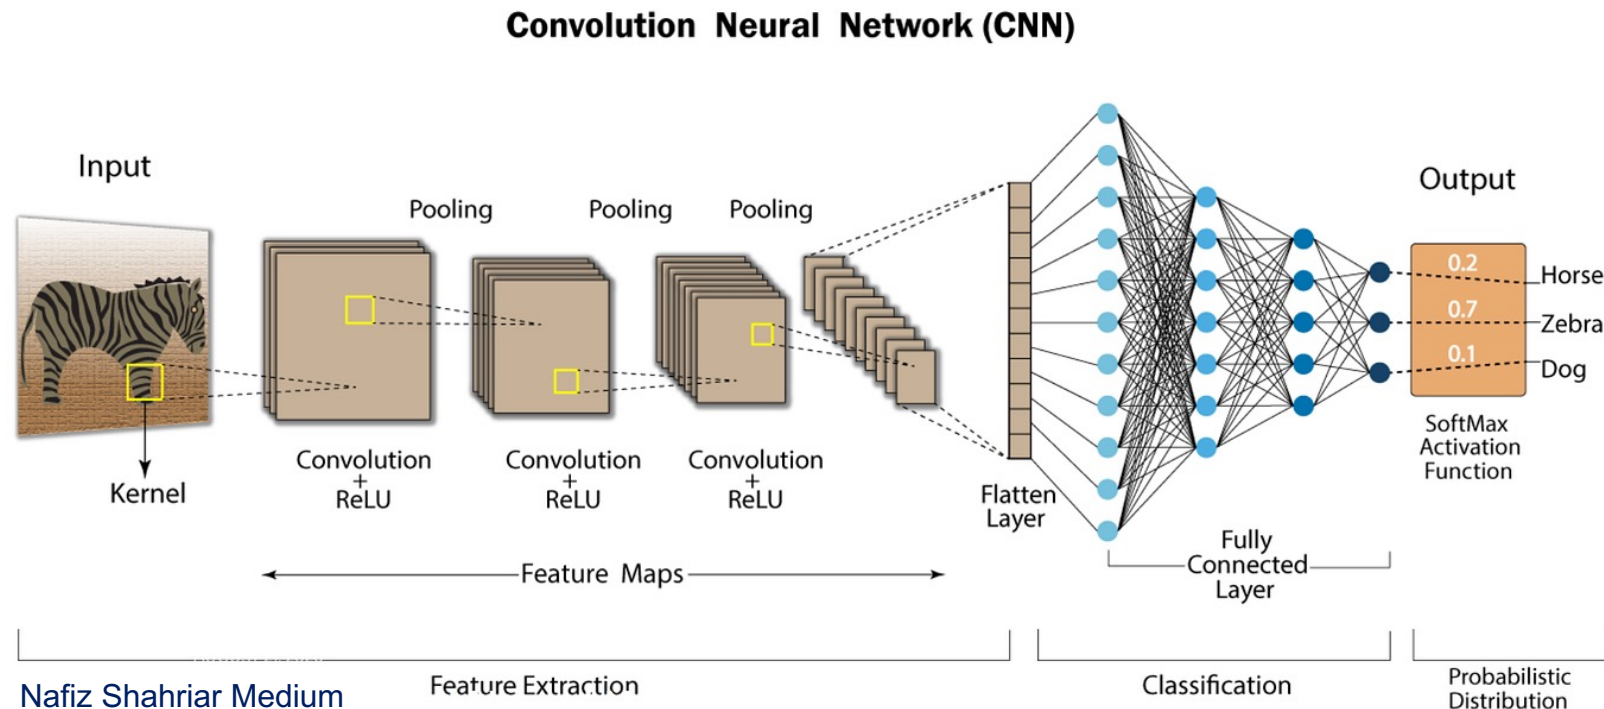 Convolution Neural Network (CNN)
Input
Pooling
Pooling
Pooling
Output
0.2
Horse
0.7
Zebra
0.1
Dog
Kernel
Convolution
+
ReLU
Convolution
+
ReLU
Convolution
+
ReLU
Flatten
Layer
SoftMax
Activation
Function
Feature Maps
Fully
Connected
Layer
Feature Extraction
Classification
Probabilistic
Distribution
Nafiz Shahriar Medium